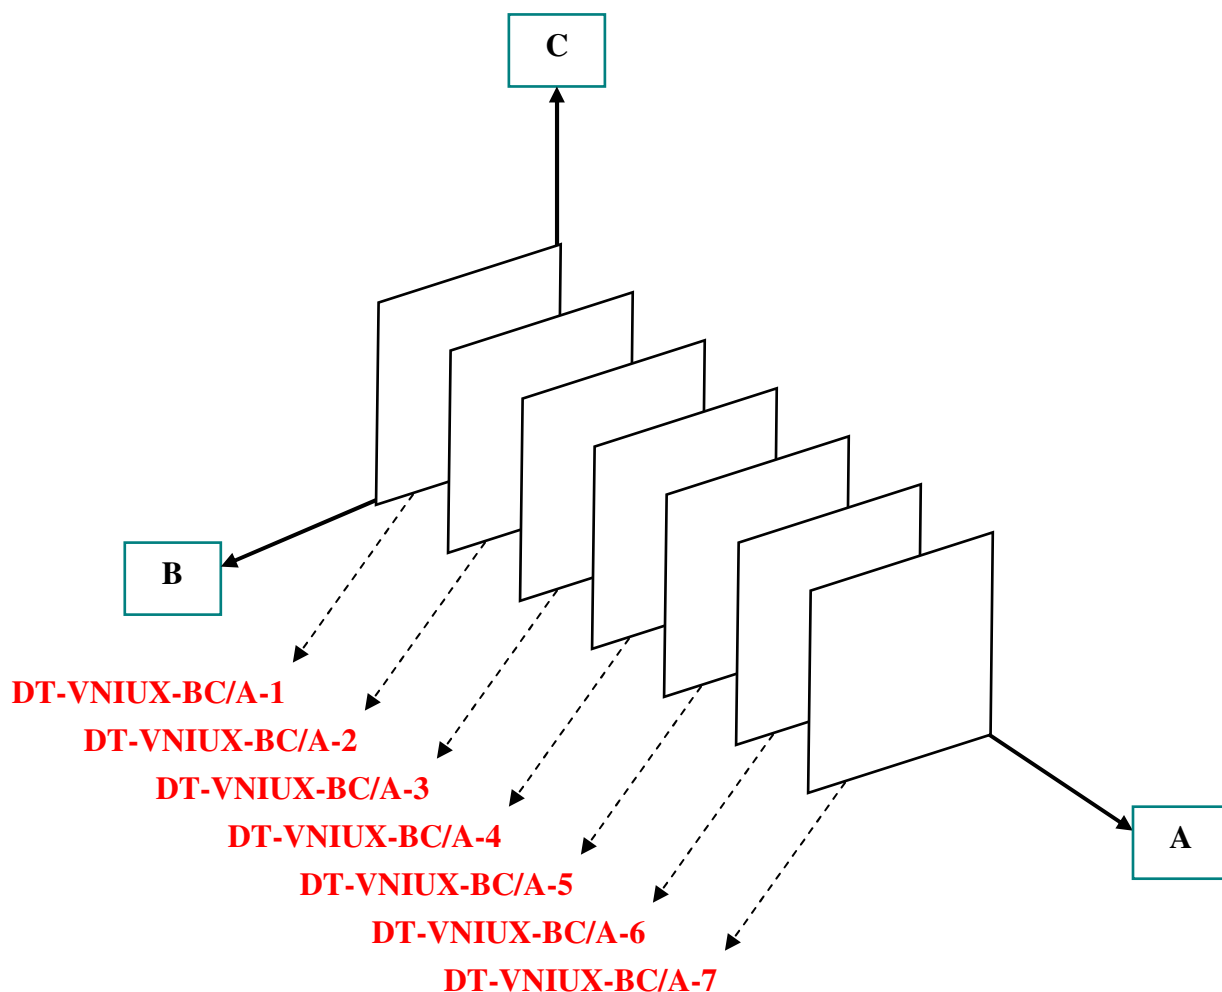 C
B
DT-VNIUX-BC/A-1
DT-VNIUX-BC/A-2
DT-VNIUX-BC/A-3
DT-VNIUX-BC/A-4
A
DT-VNIUX-BC/A-5
DT-VNIUX-BC/A-6
DT-VNIUX-BC/A-7